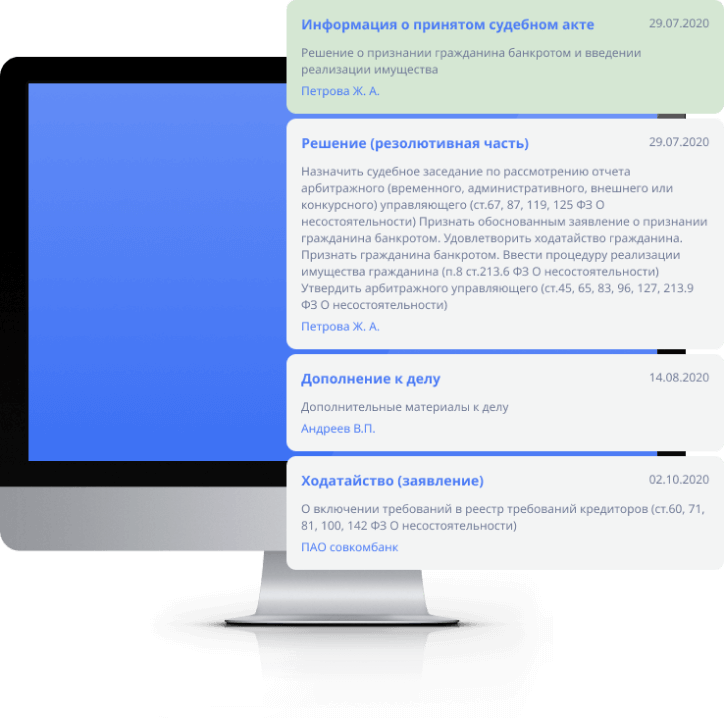 Информация о принятом судебном акте 29.07.2020
Решение о признании гражданина банкротом и введении
реализации имущества
Петрова Ж. А.
Решение (резолютивная часть) 29.07.2020
Назначить судебное заседание по рассмотрению отчета
арбитражного (временного, административного, внешнего или
конкурсного) управляющего (ст.67, 87, 119, 125 ФЗ О
несостоятельности) Признать обоснованным заявление о признании
гражданина банкротом. Удовлетворить ходатайство гражданина.
Признать гражданина банкротом. Ввести процедуру реализации
имущества гражданина (п.8 ст.213.6 ФЗ О несостоятельности)
Утвердить арбитражного управляющего (ст.45, 65, 83, 96, 127, 213.9
ФЗ О несостоятельности)
Петрова Ж. А.
Дополнение к делу 14.08.2020
Дополнительные материалы к делу
Андреев В.П.
Ходатайство (заявление) 02.10.2020
О включении требований в реестр требований кредиторов (ст.60, 71,
81, 100, 142 ФЗ О несостоятельности)
ПАО совкомбанк